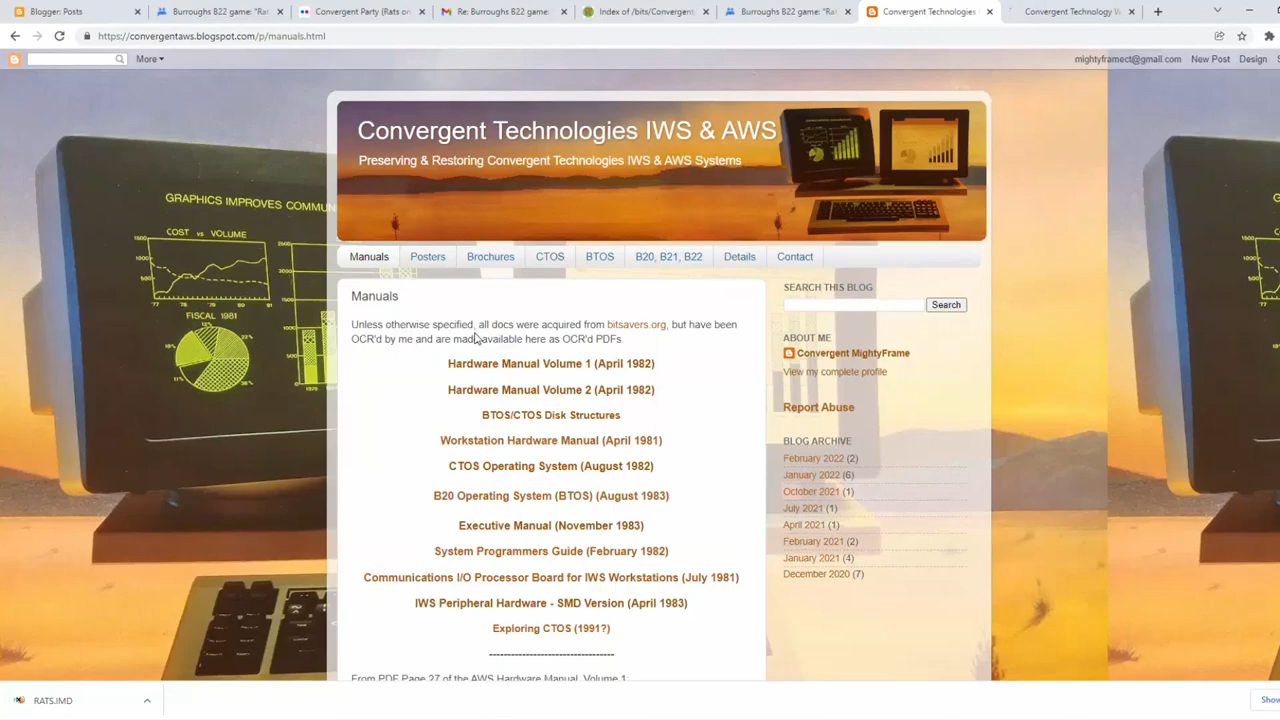 Blogger: Posts
Burroughs B22 game: "Rat
Convergent Party (Rats on
Re: Burroughs B22 game:
Index of /bits/Convergent/
Burroughs B22 game: "Rat
Convergent Technologies
Convergent Technology W
https://convergentaws.blogspot.com/p/manuals.html
More
mightyframect@gmail.com New Post Design
Convergent Technologies IWS & AWS
Preserving & Restoring Convergent Technologies IWS & AWS Systems
GRAPHICS IMPROVES COMMU
COST vs VOLUME
FISCAL 1981
Manuals Posters Brochures CTOS BTOS B20, B21, B22 Details Contact
Manuals
Unless otherwise specified, all docs were acquired from bitsavers.org, but have been
OCR'd by me and are made available here as OCR'd PDFs.
Hardware Manual Volume 1 (April 1982)
Hardware Manual Volume 2 (April 1982)
BTOS/CTOS Disk Structures
Workstation Hardware Manual (April 1981)
CTOS Operating System (August 1982)
B20 Operating System (BTOS) (August 1983)
Executive Manual (November 1983)
System Programmers Guide (February 1982)
Communications I/O Processor Board for IWS Workstations (July 1981)
IWS Peripheral Hardware - SMD Version (April 1983)
Exploring CTOS (1991?)
----------------------------------
From PDF Page 27 of the AWS Hardware Manual, Volume 1:
SEARCH THIS BLOG
Search
ABOUT ME
Convergent MightyFrame
View my complete profile
Report Abuse
BLOG ARCHIVE
February 2022 (2)
January 2022 (6)
October 2021 (1)
July 2021 (1)
April 2021 (1)
February 2021 (2)
January 2021 (4)
December 2020 (7)
RATS.IMD
Show